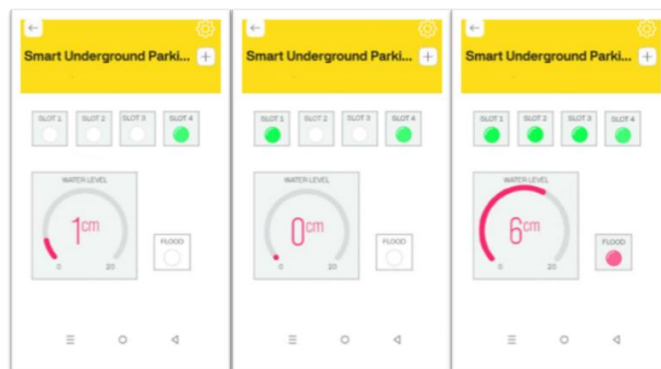 Smart Underground Parki...
SLOT 1 SLOT 2 SLOT 3 SLOT 4
WATER LEVEL
1cm
0 20
FLOOD
Smart Underground Parki...
SLOT 1 SLOT 2 SLOT 3 SLOT 4
WATER LEVEL
0cm
0 20
FLOOD
Smart Underground Parki...
SLOT 1 SLOT 2 SLOT 3 SLOT 4
WATER LEVEL
6cm
0 20
FLOOD